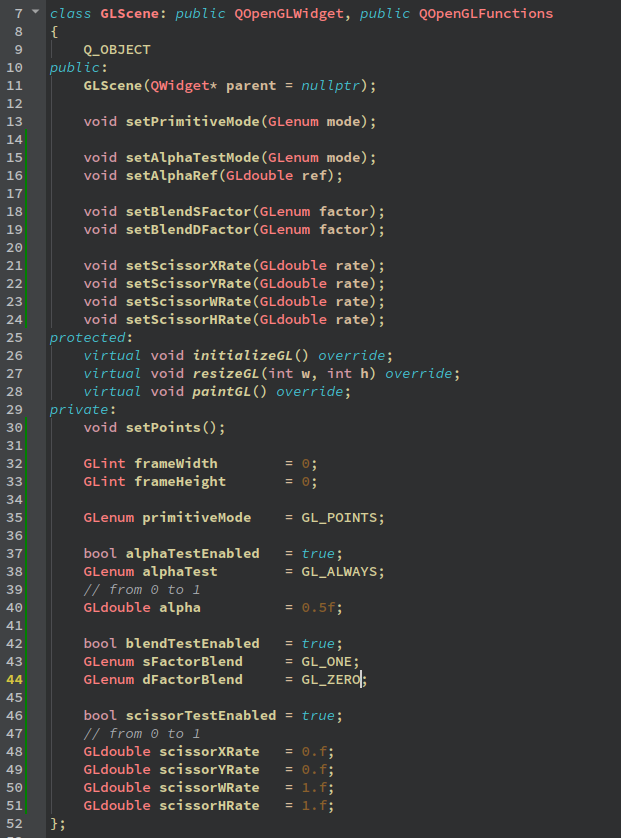 7 class GLScene: public QOpenGLWidget, public QOpenGLFunctions
8 {
9     Q_OBJECT
10 public:
11     GLScene(QWidget* parent = nullptr);
12
13     void setPrimitiveMode(GLenum mode);
14
15     void setAlphaTestMode(GLenum mode);
16     void setAlphaRef(GLdouble ref);
17
18     void setBlendSFactor(GLenum factor);
19     void setBlendDFactor(GLenum factor);
20
21     void setScissorXRate(GLdouble rate);
22     void setScissorYRate(GLdouble rate);
23     void setScissorWRate(GLdouble rate);
24     void setScissorHRate(GLdouble rate);
25 protected:
26     virtual void initializeGL() override;
27     virtual void resizeGL(int w, int h) override;
28     virtual void paintGL() override;
29 private:
30     void setPoints();
31
32     GLint frameWidth        = 0;
33     GLint frameHeight       = 0;
34
35     GLenum primitiveMode    = GL_POINTS;
36
37     bool alphaTestEnabled   = true;
38     GLenum alphaTest        = GL_ALWAYS;
39     // from 0 to 1
40     GLdouble alpha          = 0.5f;
41
42     bool blendTestEnabled   = true;
43     GLenum sFactorBlend     = GL_ONE;
44     GLenum dFactorBlend     = GL_ZERO;
45
46     bool scissorTestEnabled = true;
47     // from 0 to 1
48     GLdouble scissorXRate   = 0.f;
49     GLdouble scissorYRate   = 0.f;
50     GLdouble scissorWRate   = 1.f;
51     GLdouble scissorHRate   = 1.f;
52 };